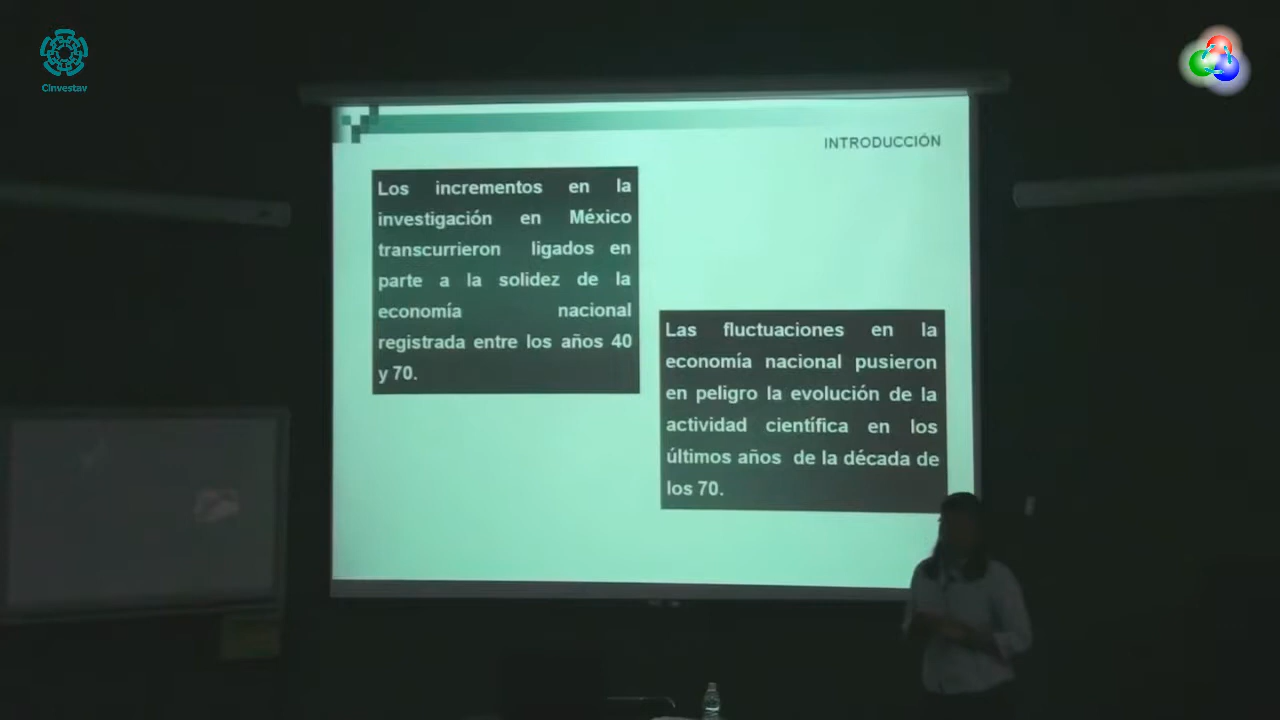 Cinvestav
INTRODUCCIÓN
Los incrementos en la
investigación en México
transcurrieron ligados en
parte a la solidez de la
economía nacional
registrada entre los años 40
y 70.
Las fluctuaciones en la
economía nacional pusieron
en peligro la evolución de la
actividad científica en los
últimos años de la década de
los 70.